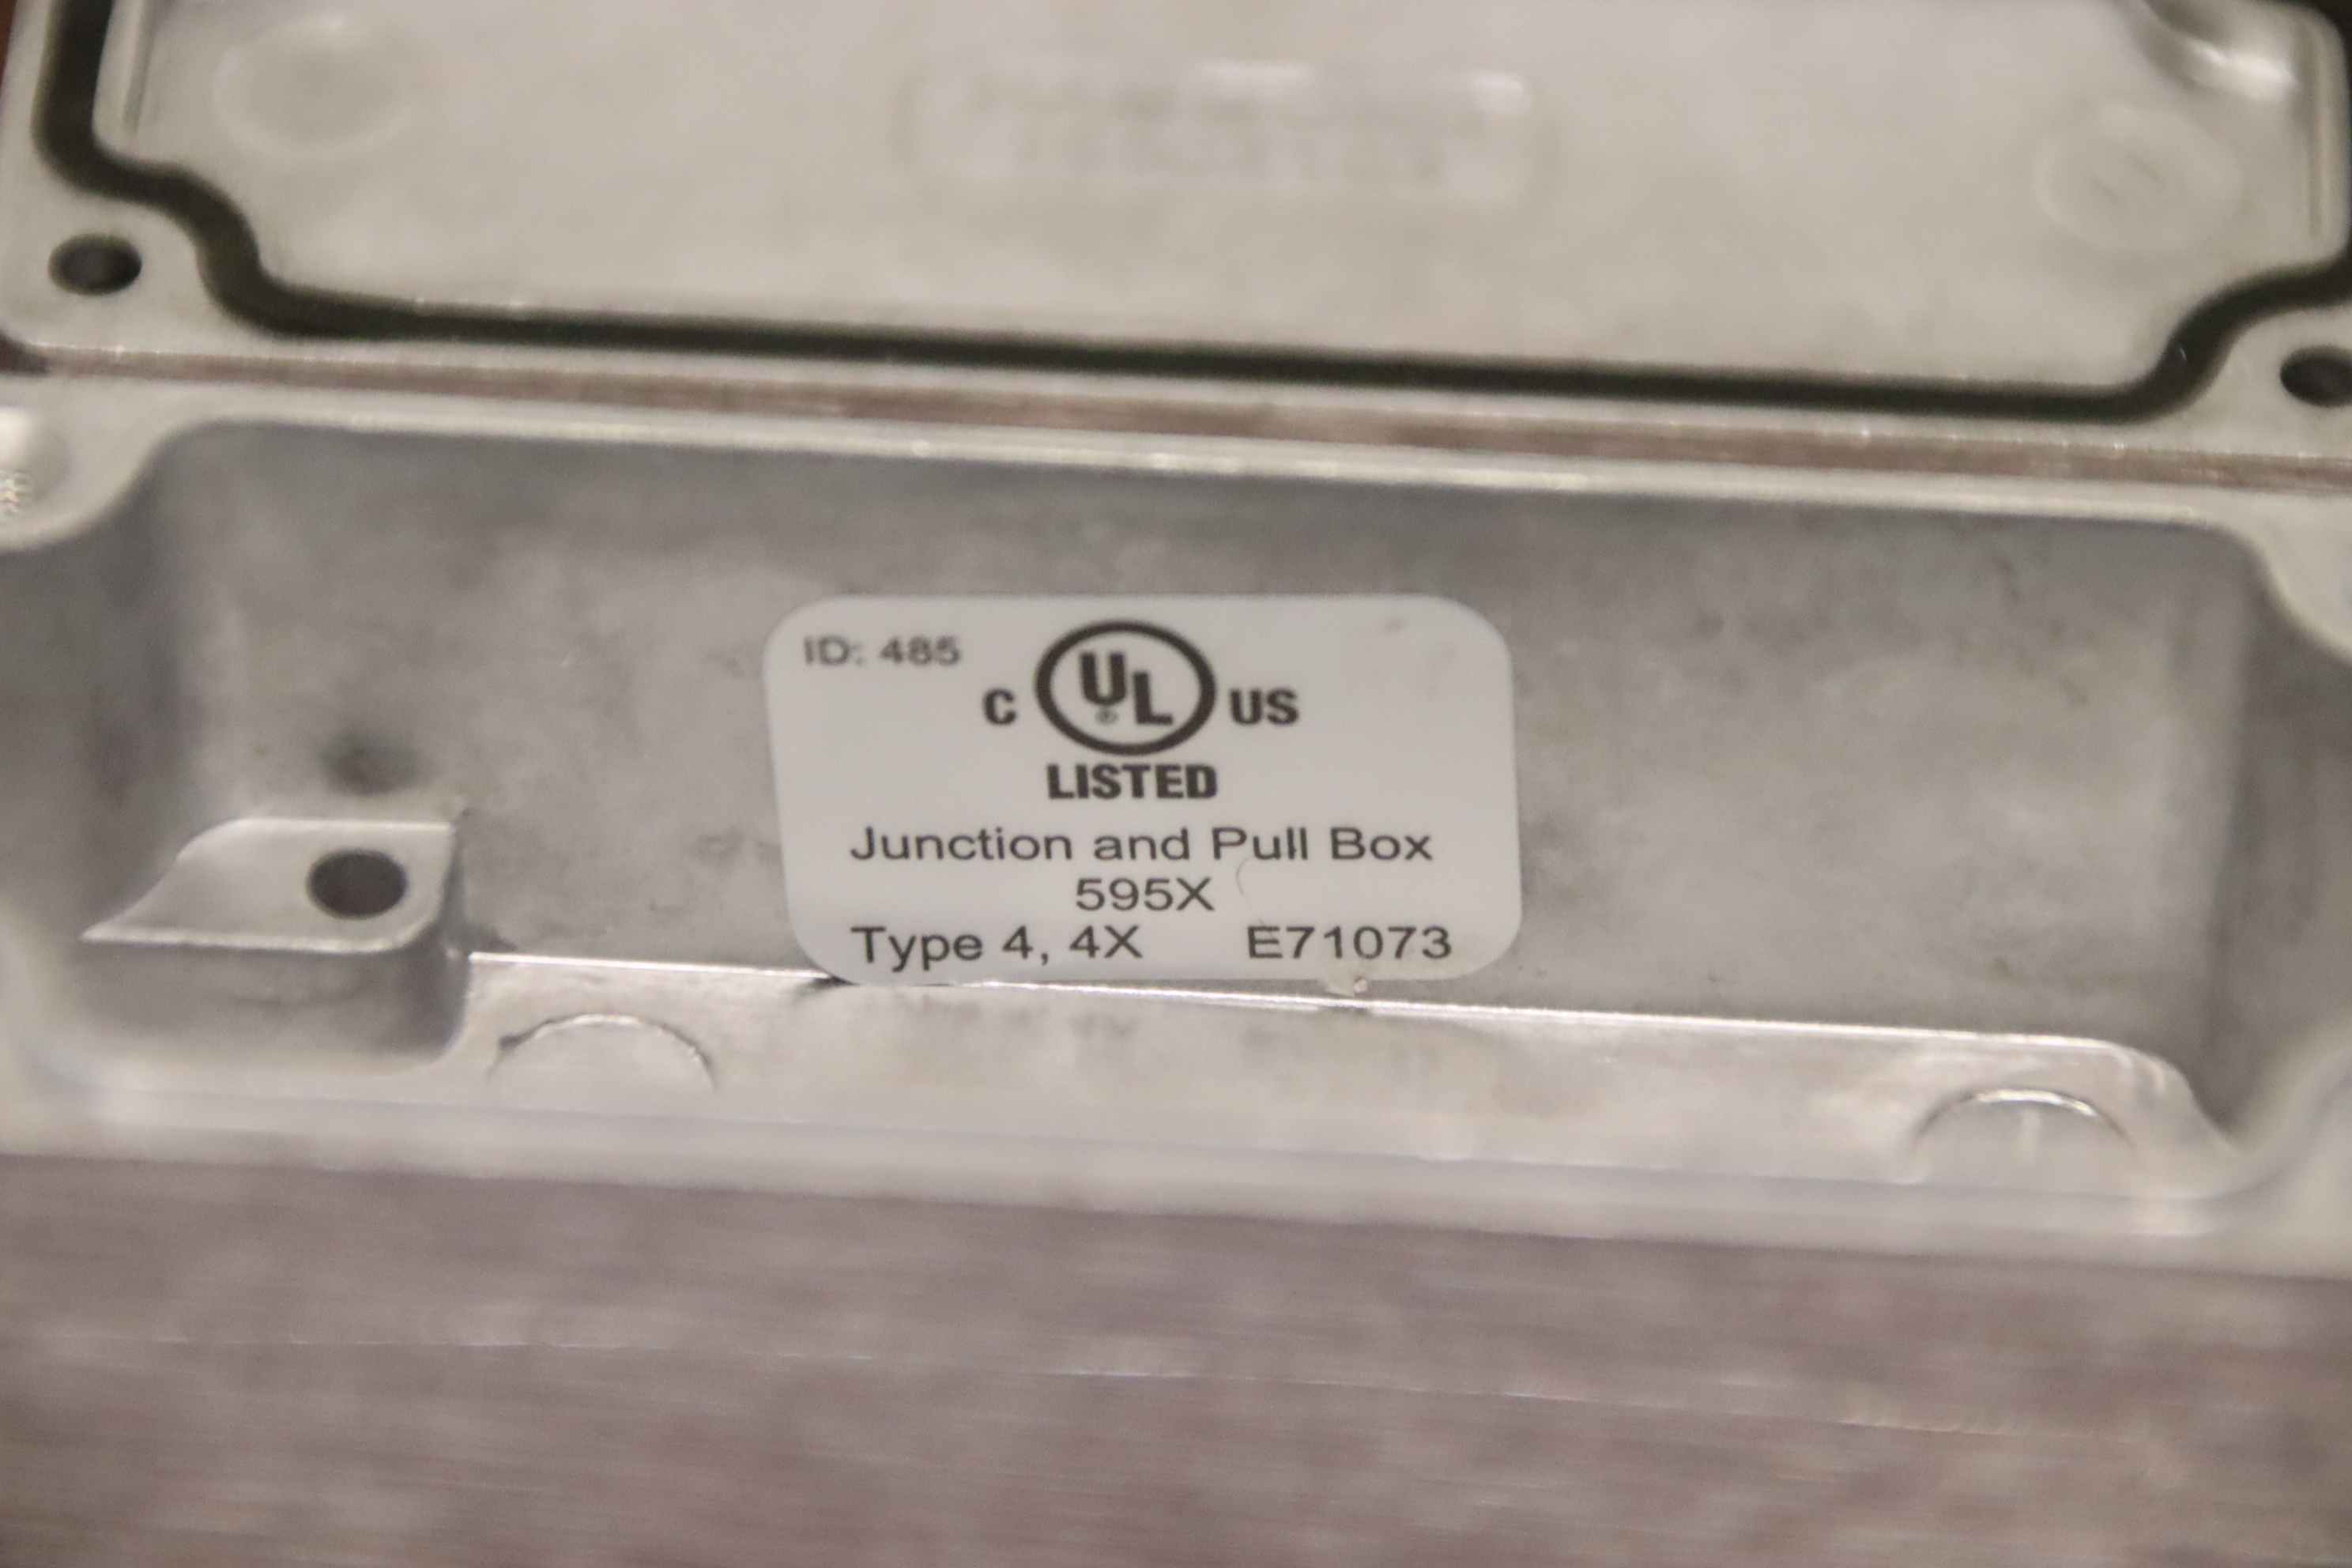 ID: 485
C UL® US
LISTED
Junction and Pull Box
595X
Type 4, 4X E71073